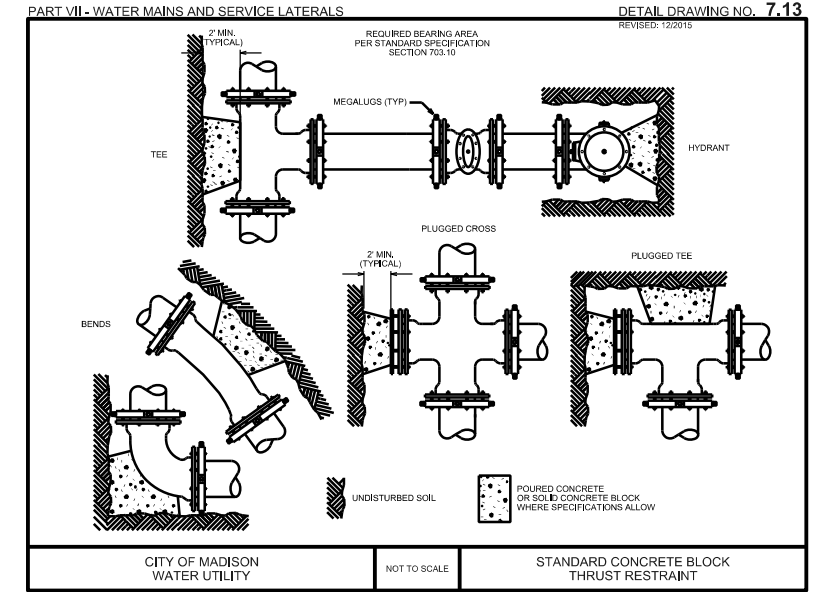 PART VII - WATER MAINS AND SERVICE LATERALS
DETAIL DRAWING NO. 7.13
REVISED: 12/2015
2' MIN.
(TYPICAL)
REQUIRED BEARING AREA
PER STANDARD SPECIFICATION
SECTION 703.10
MEGALUGS (TYP)
TEE
HYDRANT
PLUGGED CROSS
2' MIN.
(TYPICAL)
PLUGGED TEE
BENDS
UNDISTURBED SOIL
POURED CONCRETE
OR SOLID CONCRETE BLOCK
WHERE SPECIFICATIONS ALLOW
CITY OF MADISON
WATER UTILITY
NOT TO SCALE
STANDARD CONCRETE BLOCK
THRUST RESTRAINT